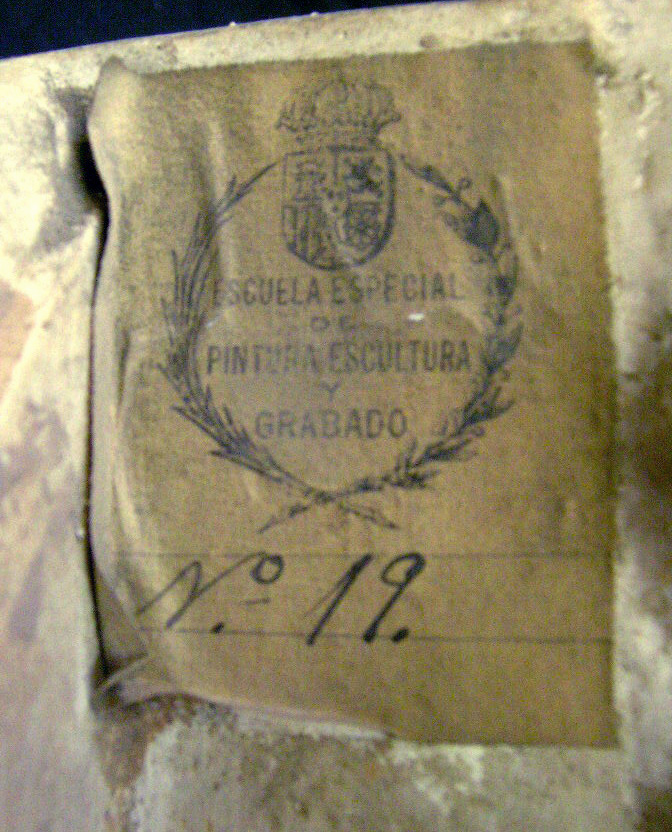 ESCUELA ESPECIAL
DE
PINTURA ESCULTURA
Y
GRABADO
N.º 19.